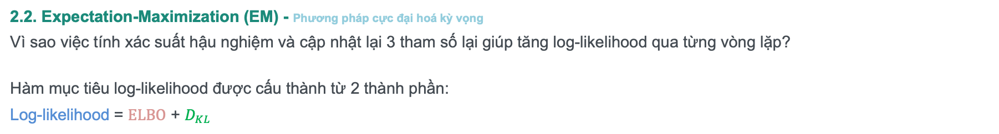 2.2. Expectation-Maximization (EM) - Phương pháp cực đại hoá kỳ vọng
Vì sao việc tính xác suất hậu nghiệm và cập nhật lại 3 tham số lại giúp tăng log-likelihood qua từng vòng lặp?
Hàm mục tiêu log-likelihood được cấu thành từ 2 thành phần:
Log-likelihood = ELBO + D_{KL}